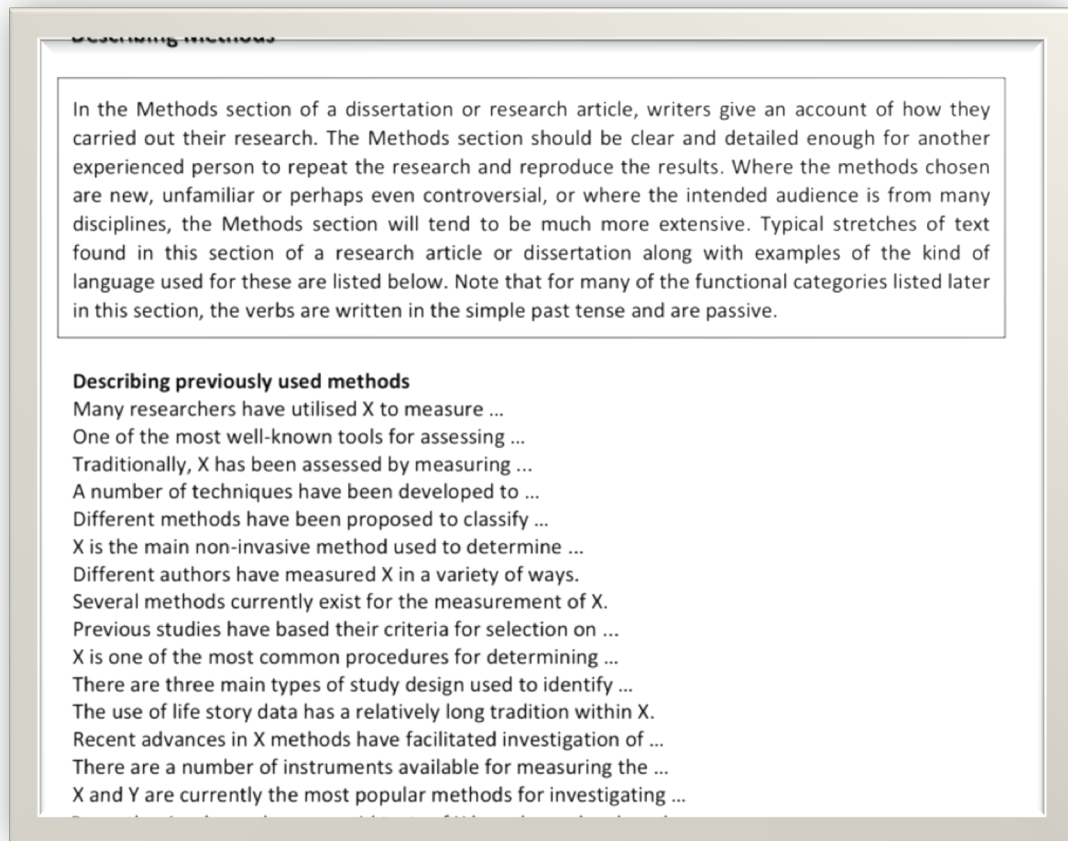 Describing Methods
In the Methods section of a dissertation or research article, writers give an account of how they
carried out their research. The Methods section should be clear and detailed enough for another
experienced person to repeat the research and reproduce the results. Where the methods chosen
are new, unfamiliar or perhaps even controversial, or where the intended audience is from many
disciplines, the Methods section will tend to be much more extensive. Typical stretches of text
found in this section of a research article or dissertation along with examples of the kind of
language used for these are listed below. Note that for many of the functional categories listed later
in this section, the verbs are written in the simple past tense and are passive.
Describing previously used methods
Many researchers have utilised X to measure ...
One of the most well-known tools for assessing ...
Traditionally, X has been assessed by measuring ...
A number of techniques have been developed to ...
Different methods have been proposed to classify ...
X is the main non-invasive method used to determine ...
Different authors have measured X in a variety of ways.
Several methods currently exist for the measurement of X.
Previous studies have based their criteria for selection on ...
X is one of the most common procedures for determining ...
There are three main types of study design used to identify ...
The use of life story data has a relatively long tradition within X.
Recent advances in X methods have facilitated investigation of ...
There are a number of instruments available for measuring the ...
X and Y are currently the most popular methods for investigating ...